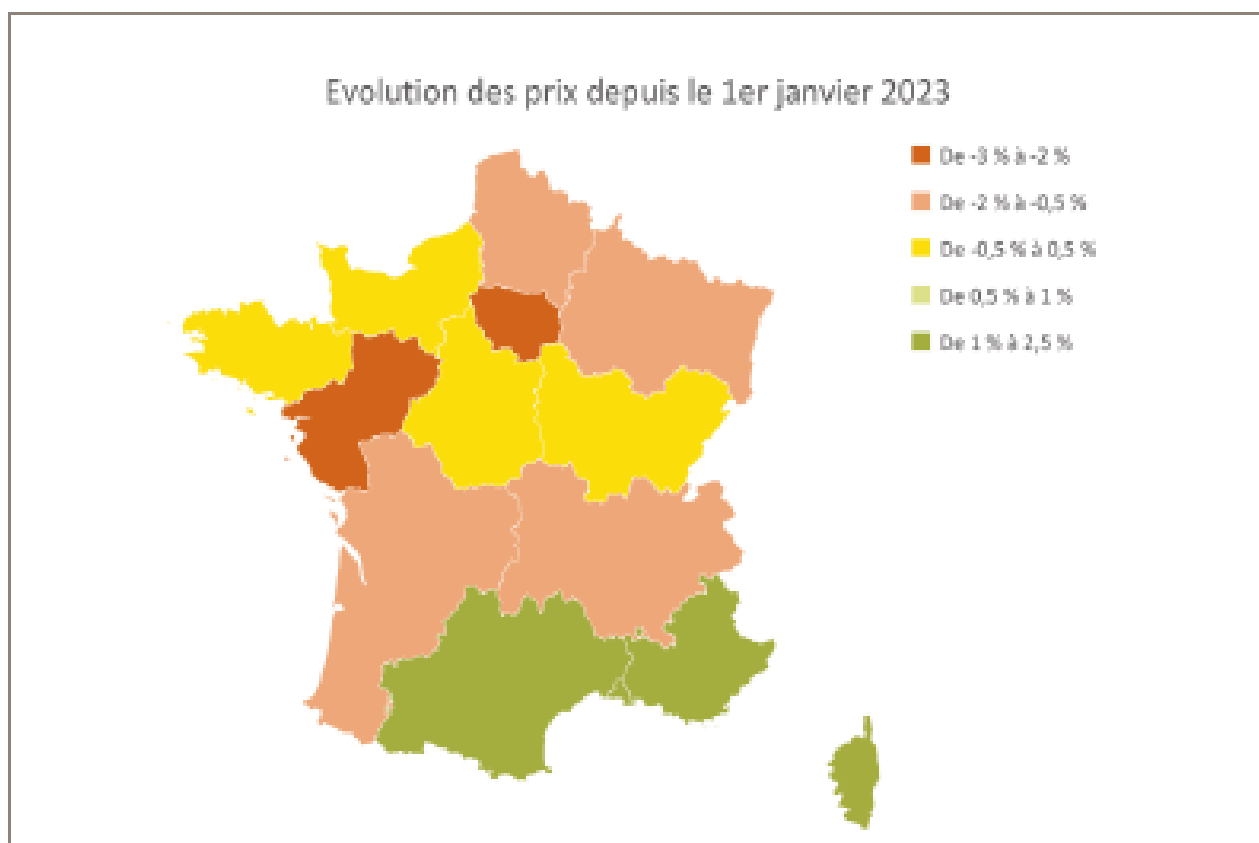 Evolution des prix depuis le 1er janvier 2023
De -3 % à -2 %
De -2 % à -0,5 %
De -0,5 % à 0,5 %
De 0,5 % à 1 %
De 1 % à 2,5 %